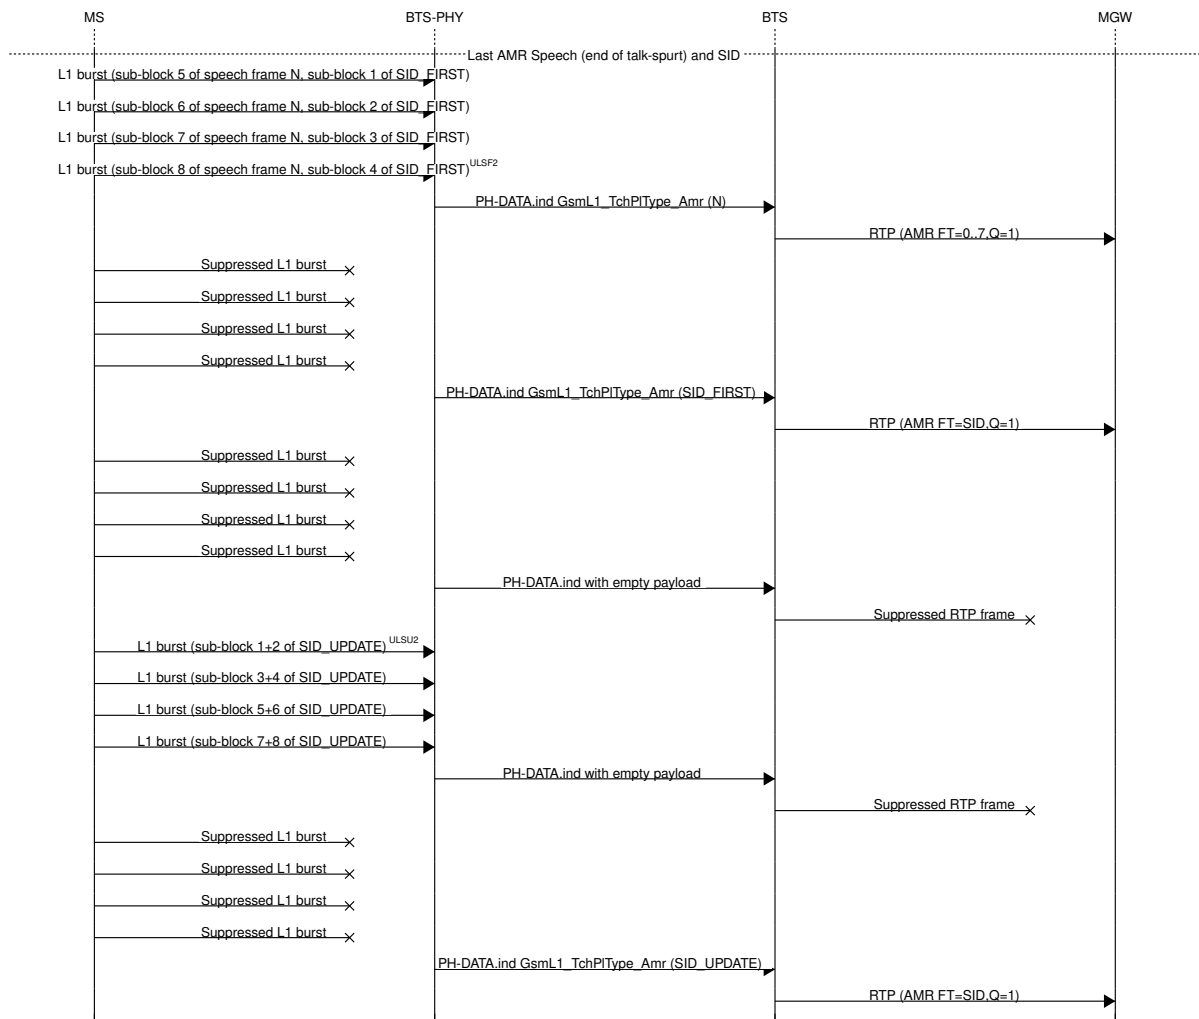 MS BTS-PHY BTS MGW
Last AMR Speech (end of talk-spurt) and SID
L1 burst (sub-block 5 of speech frame N, sub-block 1 of SID_FIRST)
L1 burst (sub-block 6 of speech frame N, sub-block 2 of SID_FIRST)
L1 burst (sub-block 7 of speech frame N, sub-block 3 of SID_FIRST)
L1 burst (sub-block 8 of speech frame N, sub-block 4 of SID_FIRST) ULSF2
PH-DATA.ind GsmL1_TchPlType_Amr (N)
RTP (AMR FT=0..7,Q=1)
Suppressed L1 burst
Suppressed L1 burst
Suppressed L1 burst
Suppressed L1 burst
PH-DATA.ind GsmL1_TchPlType_Amr (SID_FIRST)
RTP (AMR FT=SID,Q=1)
Suppressed L1 burst
Suppressed L1 burst
Suppressed L1 burst
Suppressed L1 burst
PH-DATA.ind with empty payload
Suppressed RTP frame
L1 burst (sub-block 1+2 of SID_UPDATE) ULSU2
L1 burst (sub-block 3+4 of SID_UPDATE)
L1 burst (sub-block 5+6 of SID_UPDATE)
L1 burst (sub-block 7+8 of SID_UPDATE)
PH-DATA.ind with empty payload
Suppressed RTP frame
Suppressed L1 burst
Suppressed L1 burst
Suppressed L1 burst
Suppressed L1 burst
PH-DATA.ind GsmL1_TchPlType_Amr (SID_UPDATE)
RTP (AMR FT=SID,Q=1)